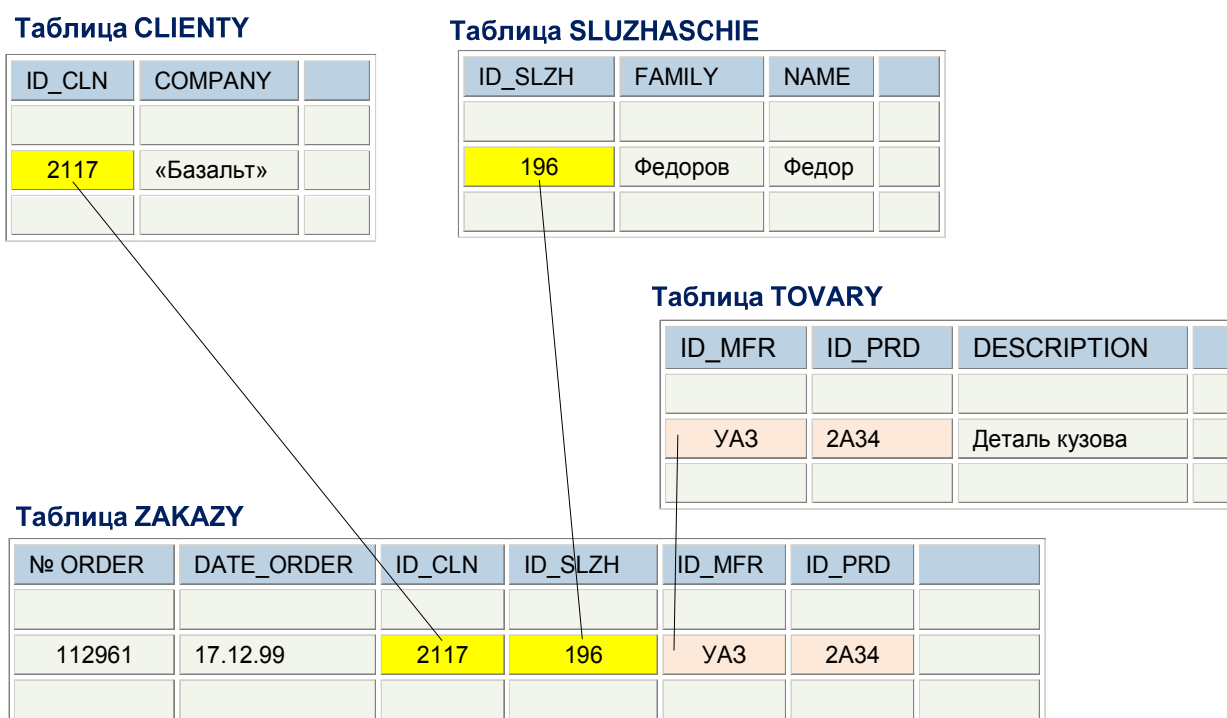 Таблица CLIENTY
Таблица SLUZHASCHIE
ID_CLN COMPANY
ID_SLZH FAMILY NAME
2117 «Базальт»
196 Федоров Федор
Таблица TOVARY
ID_MFR ID_PRD DESCRIPTION
УАЗ 2А34 Деталь кузова
Таблица ZAKAZY
№ ORDER DATE_ORDER ID_CLN ID_SLZH ID_MFR ID_PRD
112961 17.12.99 2117 196 УАЗ 2А34